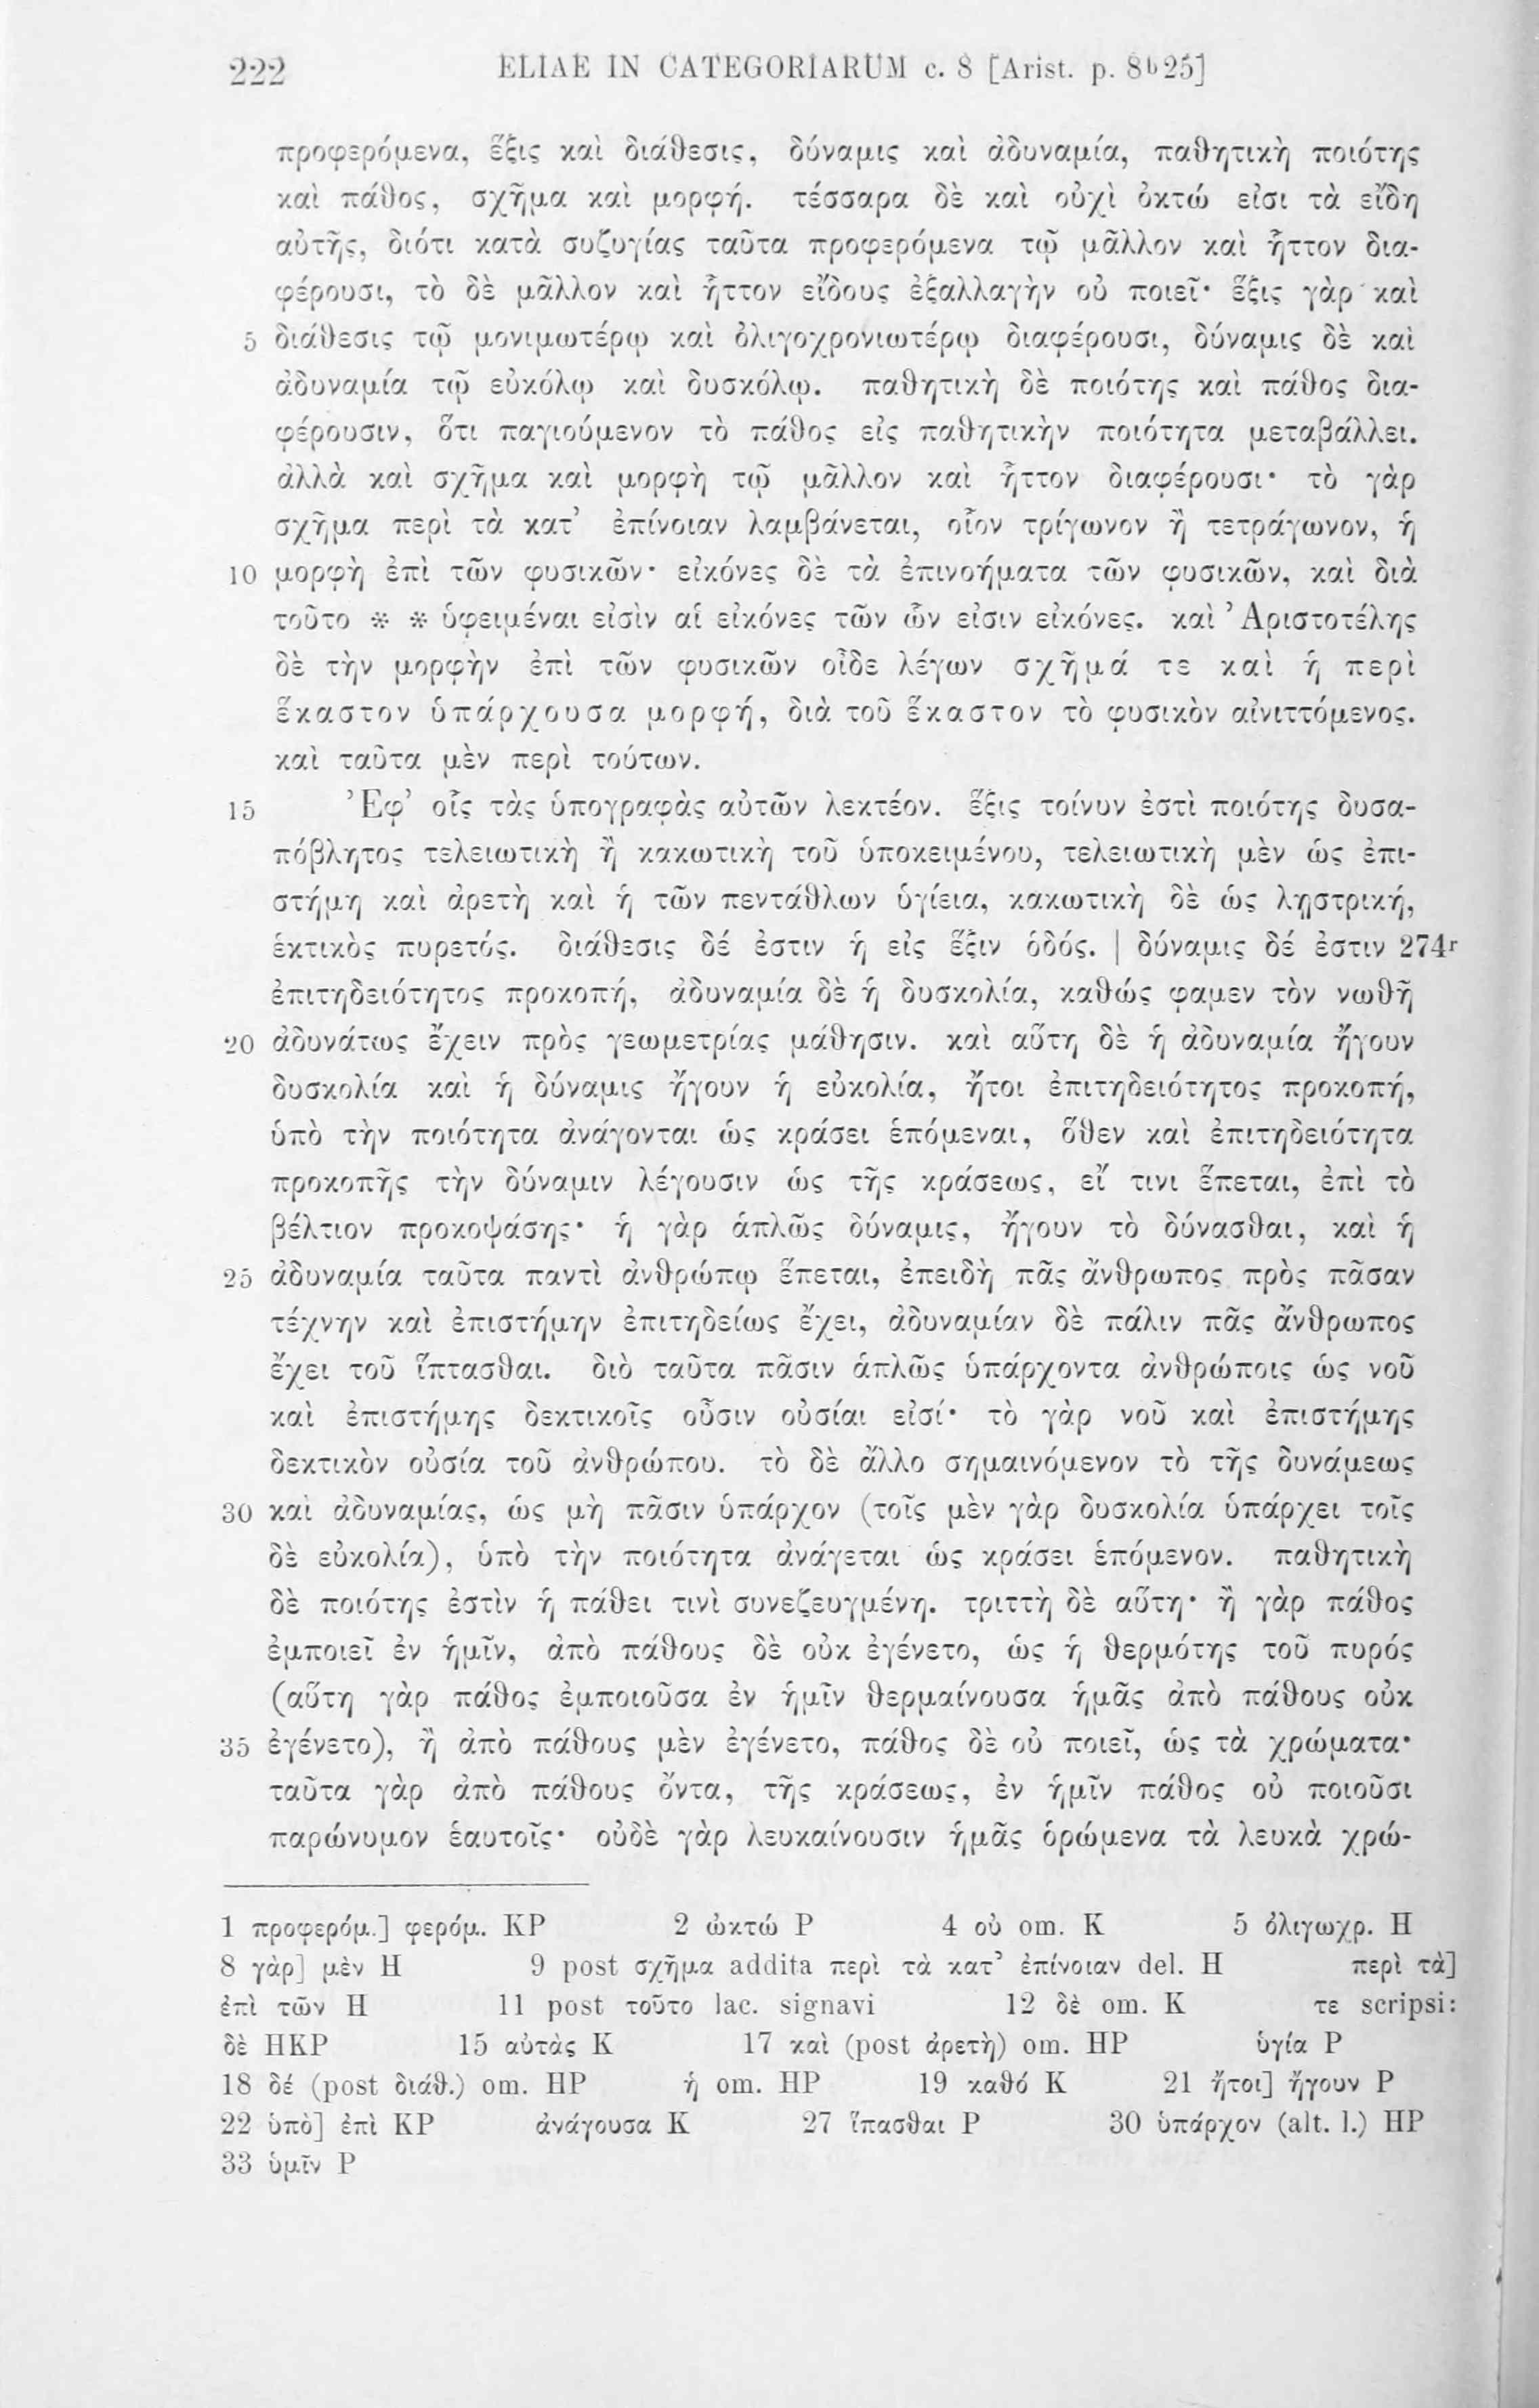 222 ELIAE IN CATEGORIARUM c. 8 [Arist. p. 8b25]
προφερόμενα, ἕξις καὶ διάθεσις, δύναμις καὶ ἀδυναμία, παθητικὴ ποιότης
καὶ πάθος, σχῆμα καὶ μορφή. τέσσαρα δὲ καὶ οὐχὶ ὀκτώ εἰσι τὰ εἴδη
αὐτῆς, διότι κατὰ συζυγίας ταῦτα προφερόμενα τῷ μᾶλλον καὶ ἧττον δια-
φέρουσι, τὸ δὲ μᾶλλον καὶ ἧττον εἴδους ἐξαλλαγὴν οὐ ποιεῖ· ἕξις γὰρ καὶ
5 διάθεσις τῷ μονιμωτέρῳ καὶ ὀλιγοχρονιωτέρῳ διαφέρουσι, δύναμις δὲ καὶ
ἀδυναμία τῷ εὐκόλῳ καὶ δυσκόλῳ. παθητικὴ δὲ ποιότης καὶ πάθος δια-
φέρουσιν, ὅτι παγιούμενον τὸ πάθος εἰς παθητικὴν ποιότητα μεταβάλλει.
ἀλλὰ καὶ σχῆμα καὶ μορφὴ τῷ μᾶλλον καὶ ἧττον διαφέρουσι· τὸ γὰρ
σχῆμα περὶ τὰ κατ’ ἐπίνοιαν λαμβάνεται, οἷον τρίγωνον ἢ τετράγωνον, ἡ
10 μορφὴ ἐπὶ τῶν φυσικῶν· εἰκόνες δὲ τὰ ἐπινοήματα τῶν φυσικῶν, καὶ διὰ
τοῦτο * * ὑφειμέναι εἰσὶν αἱ εἰκόνες τῶν ὧν εἰσιν εἰκόνες. καὶ Ἀριστοτέλης
δὲ τὴν μορφὴν ἐπὶ τῶν φυσικῶν οἶδε λέγων σχῆμά τε καὶ ἡ περὶ
ἕκαστον ὑπάρχουσα μορφή, διὰ τοῦ ἕκαστον τὸ φυσικὸν αἰνιττόμενος.
καὶ ταῦτα μὲν περὶ τούτων.
15 Ἐφ’ οἷς τὰς ὑπογραφὰς αὐτῶν λεκτέον. ἕξις τοίνυν ἐστὶ ποιότης δυσα-
πόβλητος τελειωτικὴ ἢ κακωτικὴ τοῦ ὑποκειμένου, τελειωτικὴ μὲν ὡς ἐπι-
στήμη καὶ ἀρετὴ καὶ ἡ τῶν πεντάθλων ὑγίεια, κακωτικὴ δὲ ὡς λῃστρική,
ἑκτικὸς πυρετός. διάθεσις δέ ἐστιν ἡ εἰς ἕξιν ὁδός. | δύναμις δέ ἐστιν 274r
ἐπιτηδειότητος προκοπή, ἀδυναμία δὲ ἡ δυσκολία, καθώς φαμεν τὸν νωθῆ
20 ἀδυνάτως ἔχειν πρὸς γεωμετρίας μάθησιν. καὶ αὕτη δὲ ἡ ἀδυναμία ἤγουν
δυσκολία καὶ ἡ δύναμις ἤγουν ἡ εὐκολία, ἤτοι ἐπιτηδειότητος προκοπή,
ὑπὸ τὴν ποιότητα ἀνάγονται ὡς κράσει ἑπόμεναι, ὅθεν καὶ ἐπιτηδειότητα
προκοπῆς τὴν δύναμιν λέγουσιν ὡς τῆς κράσεως, εἴ τινι ἕπεται, ἐπὶ τὸ
βέλτιον προκοψάσης· ἡ γὰρ ἁπλῶς δύναμις, ἤγουν τὸ δύνασθαι, καὶ ἡ
25 ἀδυναμία ταῦτα παντὶ ἀνθρώπῳ ἕπεται, ἐπειδὴ πᾶς ἄνθρωπος πρὸς πᾶσαν
τέχνην καὶ ἐπιστήμην ἐπιτηδείως ἔχει, ἀδυναμίαν δὲ πάλιν πᾶς ἄνθρωπος
ἔχει τοῦ ἵπτασθαι. διὸ ταῦτα πᾶσιν ἁπλῶς ὑπάρχοντα ἀνθρώποις ὡς νοῦ
καὶ ἐπιστήμης δεκτικοῖς οὖσιν οὐσίαι εἰσί· τὸ γὰρ νοῦ καὶ ἐπιστήμης
δεκτικὸν οὐσία τοῦ ἀνθρώπου. τὸ δὲ ἄλλο σημαινόμενον τὸ τῆς δυνάμεως
30 καὶ ἀδυναμίας, ὡς μὴ πᾶσιν ὑπάρχον (τοῖς μὲν γὰρ δυσκολία ὑπάρχει τοῖς
δὲ εὐκολία), ὑπὸ τὴν ποιότητα ἀνάγεται ὡς κράσει ἑπόμενον. παθητικὴ
δὲ ποιότης ἐστὶν ἡ πάθει τινὶ συνεζευγμένη. τριττὴ δὲ αὕτη· ἢ γὰρ πάθος
ἐμποιεῖ ἐν ἡμῖν, ἀπὸ πάθους δὲ οὐκ ἐγένετο, ὡς ἡ θερμότης τοῦ πυρός
(αὕτη γὰρ πάθος ἐμποιοῦσα ἐν ἡμῖν θερμαίνουσα ἡμᾶς ἀπὸ πάθους οὐκ
35 ἐγένετο), ἢ ἀπὸ πάθους μὲν ἐγένετο, πάθος δὲ οὐ ποιεῖ, ὡς τὰ χρώματα·
ταῦτα γὰρ ἀπὸ πάθους ὄντα, τῆς κράσεως, ἐν ἡμῖν πάθος οὐ ποιοῦσι
παρώνυμον ἑαυτοῖς· οὐδὲ γὰρ λευκαίνουσιν ἡμᾶς ὁρώμενα τὰ λευκὰ χρώ-
1 προφερόμ.] φερόμ. KP 2 ὠκτώ P 4 οὐ om. K 5 ὀλιγωχρ. H
8 γὰρ] μὲν H 9 post σχῆμα addita περὶ τὰ κατ’ ἐπίνοιαν del. H περὶ τὰ]
ἐπὶ τῶν H 11 post τοῦτο lac. signavi 12 δὲ om. K τε scripsi:
δὲ HKP 15 αὐτὰς K 17 καὶ (post ἀρετὴ) om. HP ὑγία P
18 δέ (post διάθ.) om. HP ἡ om. HP 19 καθό K 21 ἤτοι] ἤγουν P
22 ὑπὸ] ἐπὶ KP ἀνάγουσα K 27 ἵπασθαι P 30 ὑπάρχον (alt. l.) HP
33 ὑμῖν P